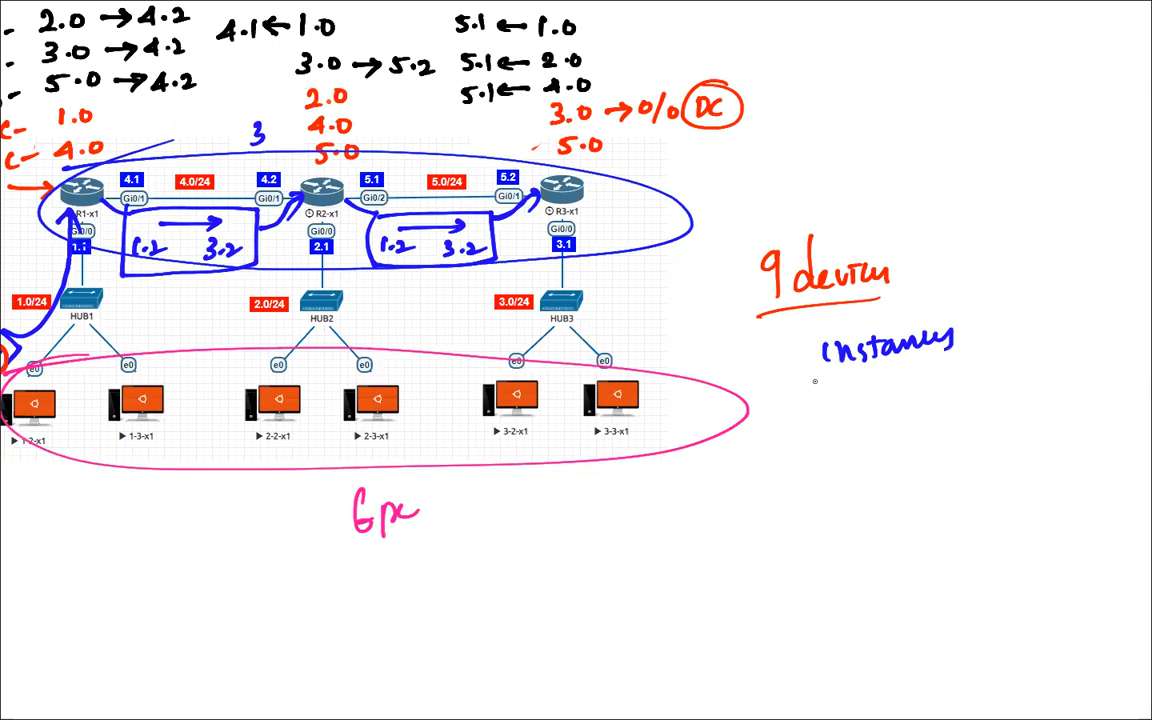 - 2.0 → 4.2
- 3.0 → 4.2
- 5.0 → 4.2
4.1 ← 1.0
3.0 → 5.2
5.1 ← 1.0
5.1 ← 2.0
5.1 ← 4.0
C- 1.0
C- 4.0
2.0
4.0
5.0
3.0 → 0/0 DC
5.0
3
4.1 4.0/24 4.2 5.1 5.0/24 5.2
Gi0/1 Gi0/1 Gi0/2 Gi0/1
R1-x1 R2-x1 R3-x1
Gi0/0 Gi0/0 Gi0/0
1.1 2.1 3.1
1.2 → 3.2
1.2 → 3.2
1.0/24 2.0/24 3.0/24
HUB1 HUB2 HUB3
e0 e0 e0 e0 e0 e0
1-2-x1 1-3-x1 2-2-x1 2-3-x1 3-2-x1 3-3-x1
9 devices
instances
6 pc